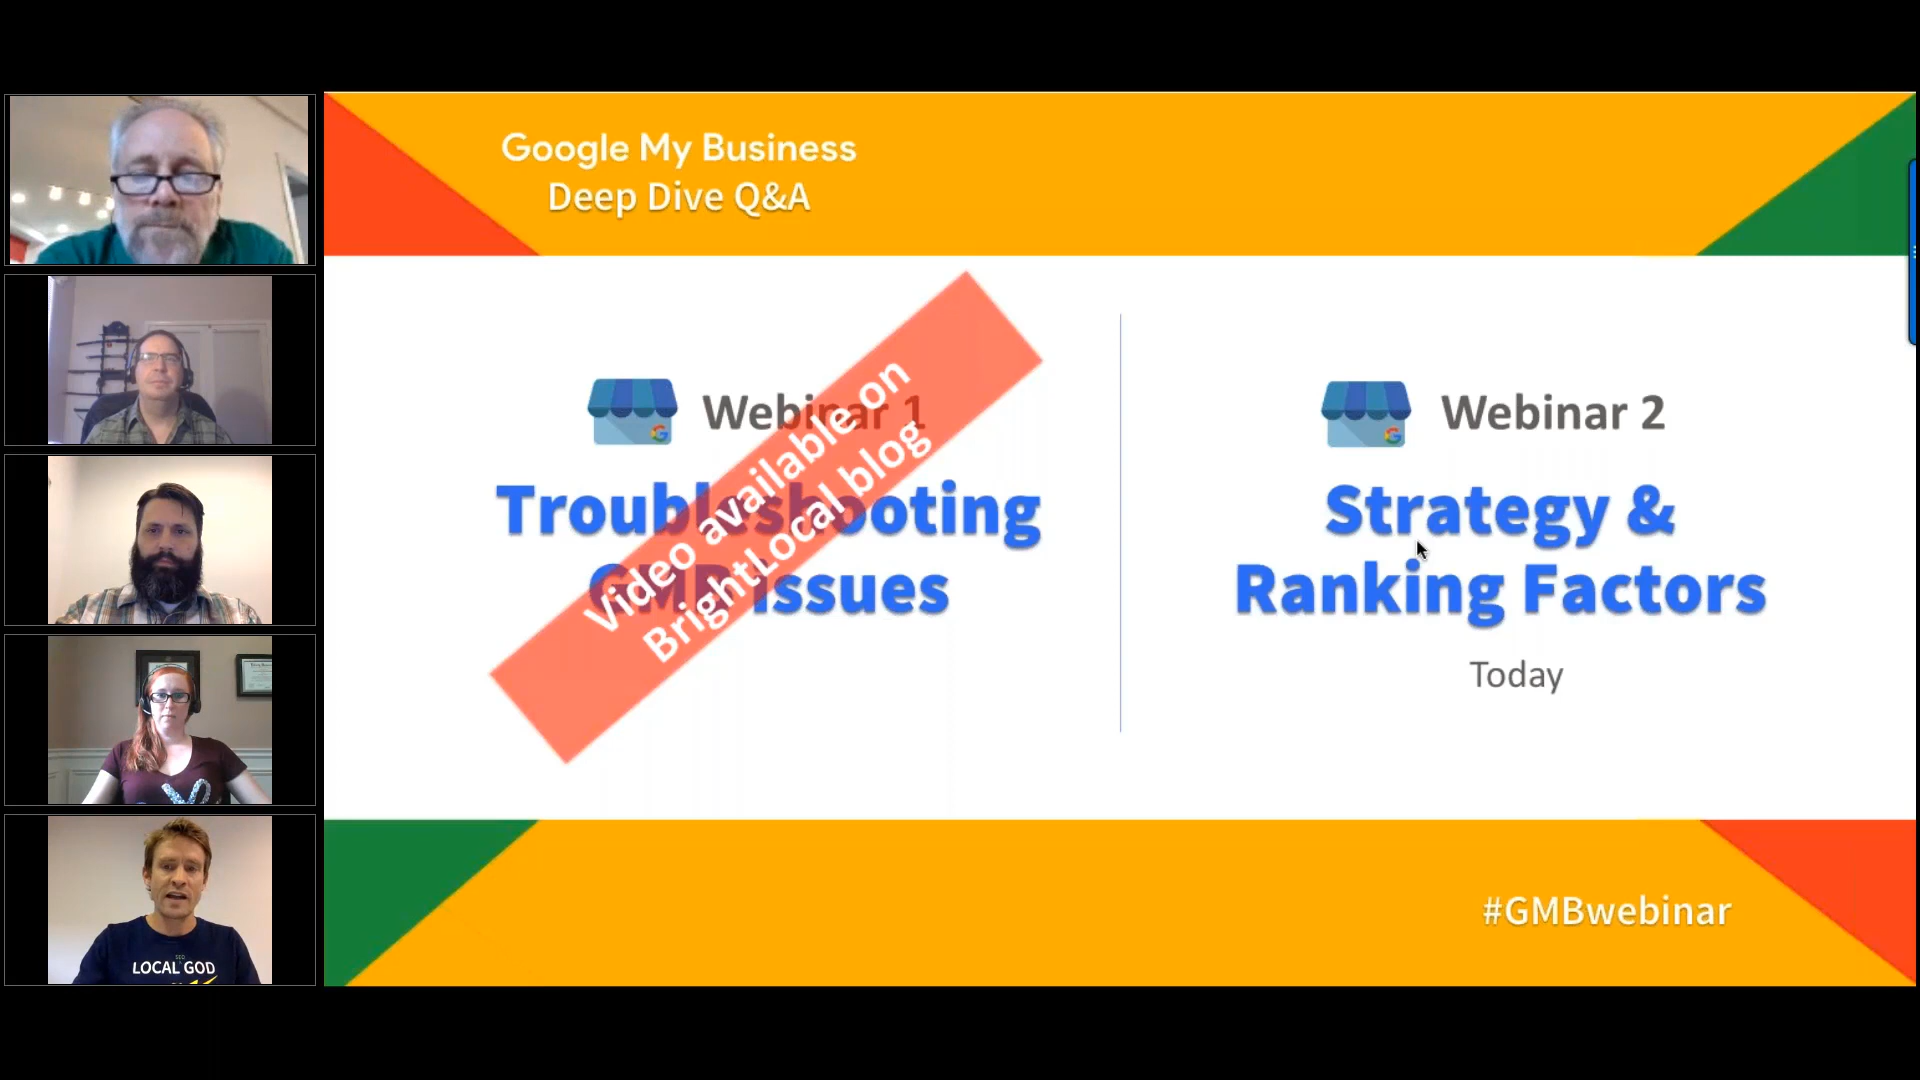 Google My Business
Deep Dive Q&A
Webinar 1
Troubleshooting
GMB issues
Video available on
BrightLocal blog
Webinar 2
Strategy &
Ranking Factors
Today
#GMBwebinar
SEO
LOCAL GOD